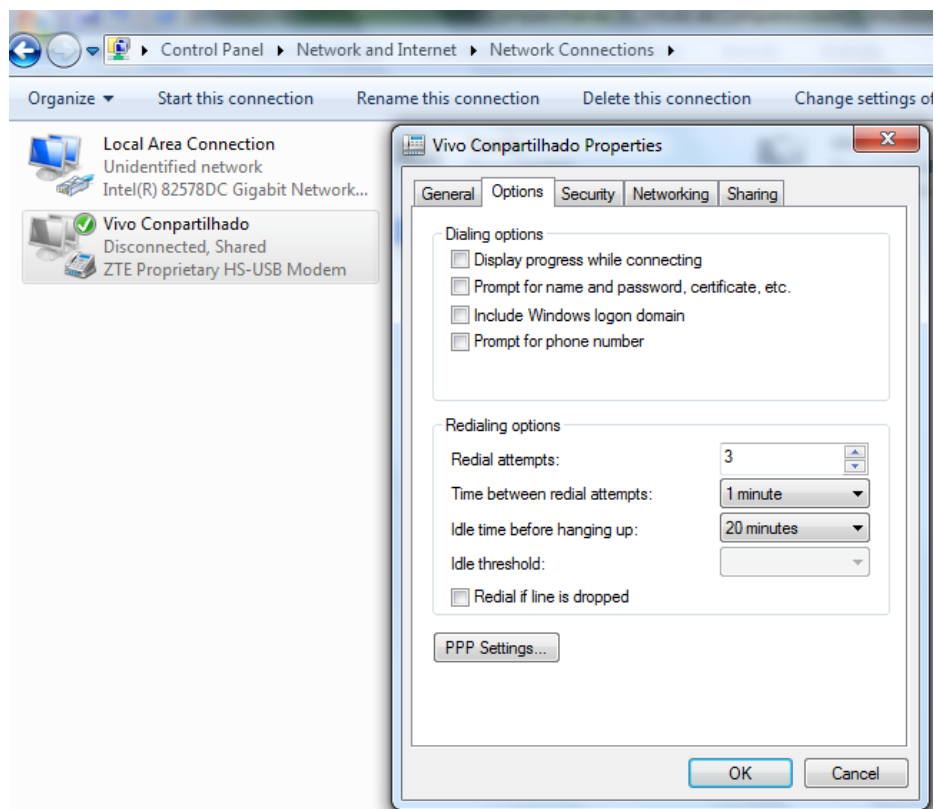 Control Panel Network and Internet Network Connections
Organize Start this connection Rename this connection Delete this connection Change settings of
Local Area Connection
Unidentified network
Intel(R) 82578DC Gigabit Network...
Vivo Conpartilhado
Disconnected, Shared
ZTE Proprietary HS-USB Modem
Vivo Conpartilhado Properties
General Options Security Networking Sharing
Dialing options
Display progress while connecting
Prompt for name and password, certificate, etc.
Include Windows logon domain
Prompt for phone number
Redialing options
Redial attempts: 3
Time between redial attempts: 1 minute
Idle time before hanging up: 20 minutes
Idle threshold:
Redial if line is dropped
PPP Settings...
OK Cancel